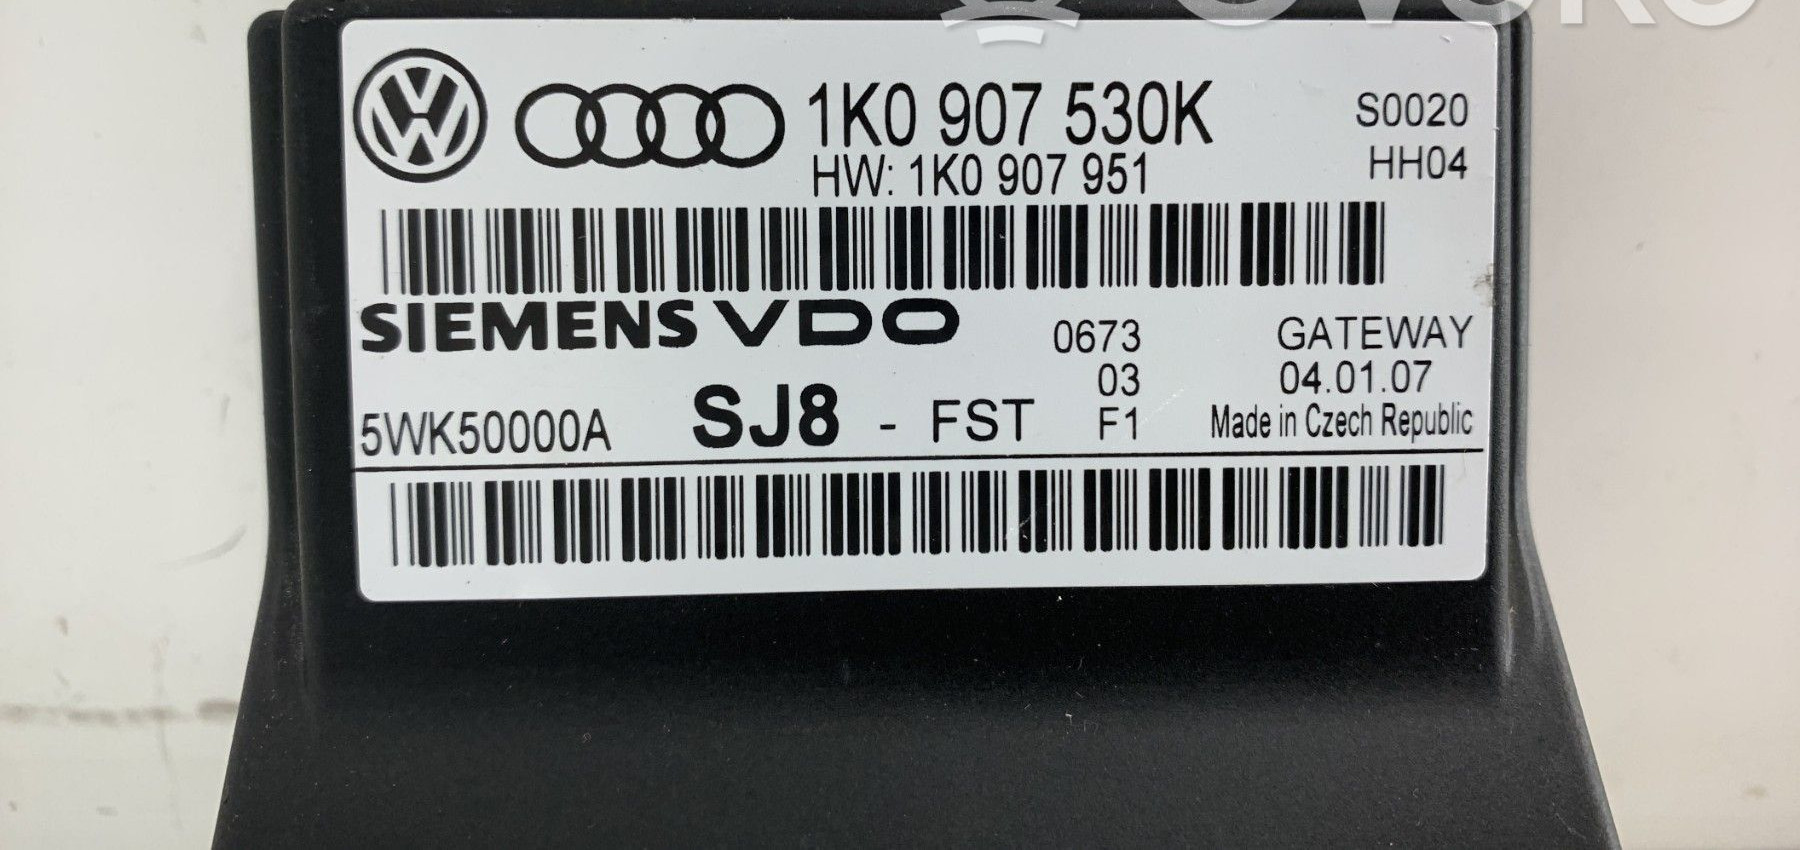 1K0 907 530K S0020
HW: 1K0 907 951 HH04
SIEMENS VDO 0673 GATEWAY
03 04.01.07
5WK50000A SJ8 - FST F1 Made in Czech Republic